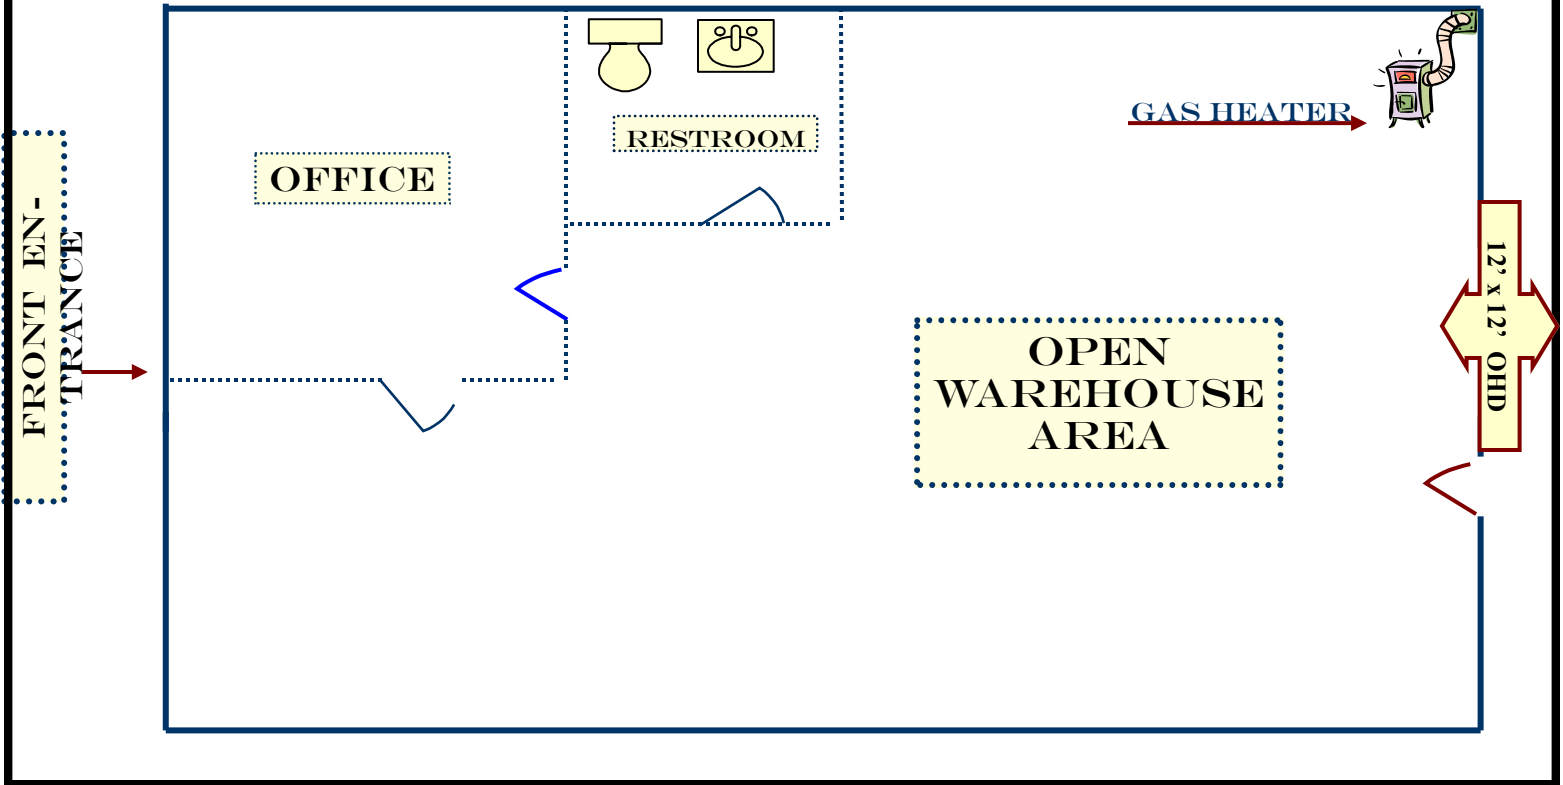 FRONT EN-
TRANCE
OFFICE
RESTROOM
GAS HEATER
OPEN
WAREHOUSE
AREA
12’ x 12’ OHD